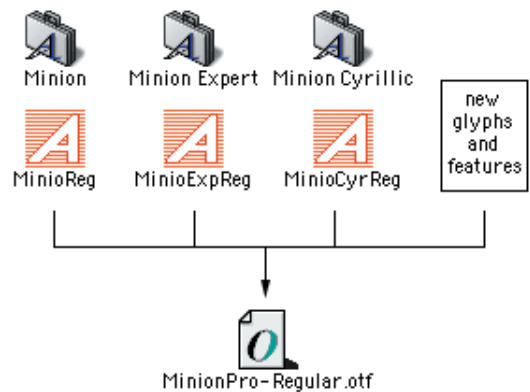 Minion
Minion Expert
Minion Cyrillic
MinioReg
MinioExpReg
MinioCyrReg
new
glyphs
and
features
MinionPro-Regular.otf